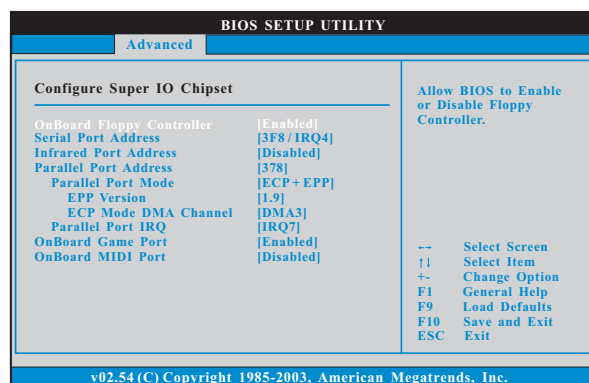 BIOS SETUP UTILITY
Advanced
Configure Super IO Chipset
OnBoard Floppy Controller [Enabled]
Serial Port Address [3F8 / IRQ4]
Infrared Port Address [Disabled]
Parallel Port Address [378]
Parallel Port Mode [ECP + EPP]
EPP Version [1.9]
ECP Mode DMA Channel [DMA3]
Parallel Port IRQ [IRQ7]
OnBoard Game Port [Enabled]
OnBoard MIDI Port [Disabled]
Allow BIOS to Enable
or Disable Floppy
Controller.
←→ Select Screen
↑↓ Select Item
+- Change Option
F1 General Help
F9 Load Defaults
F10 Save and Exit
ESC Exit
v02.54 (C) Copyright 1985-2003, American Megatrends, Inc.